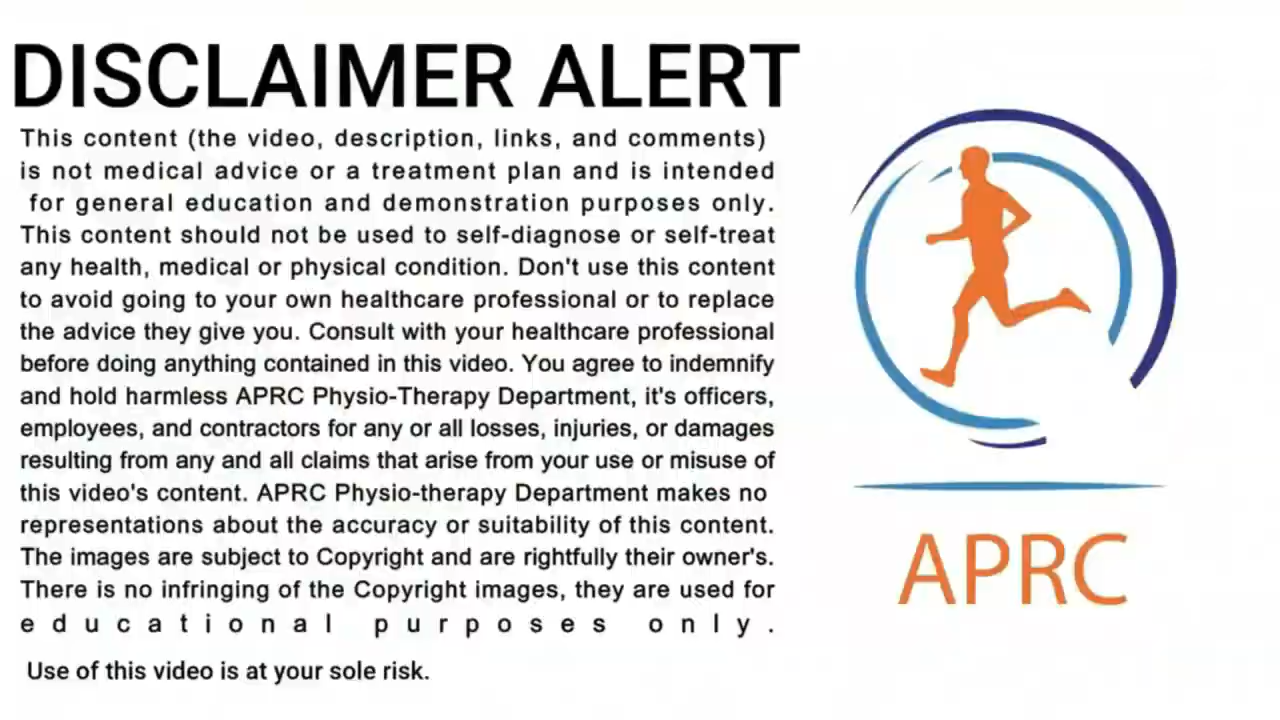 DISCLAIMER ALERT
This content (the video, description, links, and comments)
is not medical advice or a treatment plan and is intended
for general education and demonstration purposes only.
This content should not be used to self-diagnose or self-treat
any health, medical or physical condition. Don't use this content
to avoid going to your own healthcare professional or to replace
the advice they give you. Consult with your healthcare professional
before doing anything contained in this video. You agree to indemnify
and hold harmless APRC Physio-Therapy Department, it's officers,
employees, and contractors for any or all losses, injuries, or damages
resulting from any and all claims that arise from your use or misuse of
this video's content. APRC Physio-therapy Department makes no
representations about the accuracy or suitability of this content.
The images are subject to Copyright and are rightfully their owner's.
There is no infringing of the Copyright images, they are used for
educational purposes only.
Use of this video is at your sole risk.
APRC